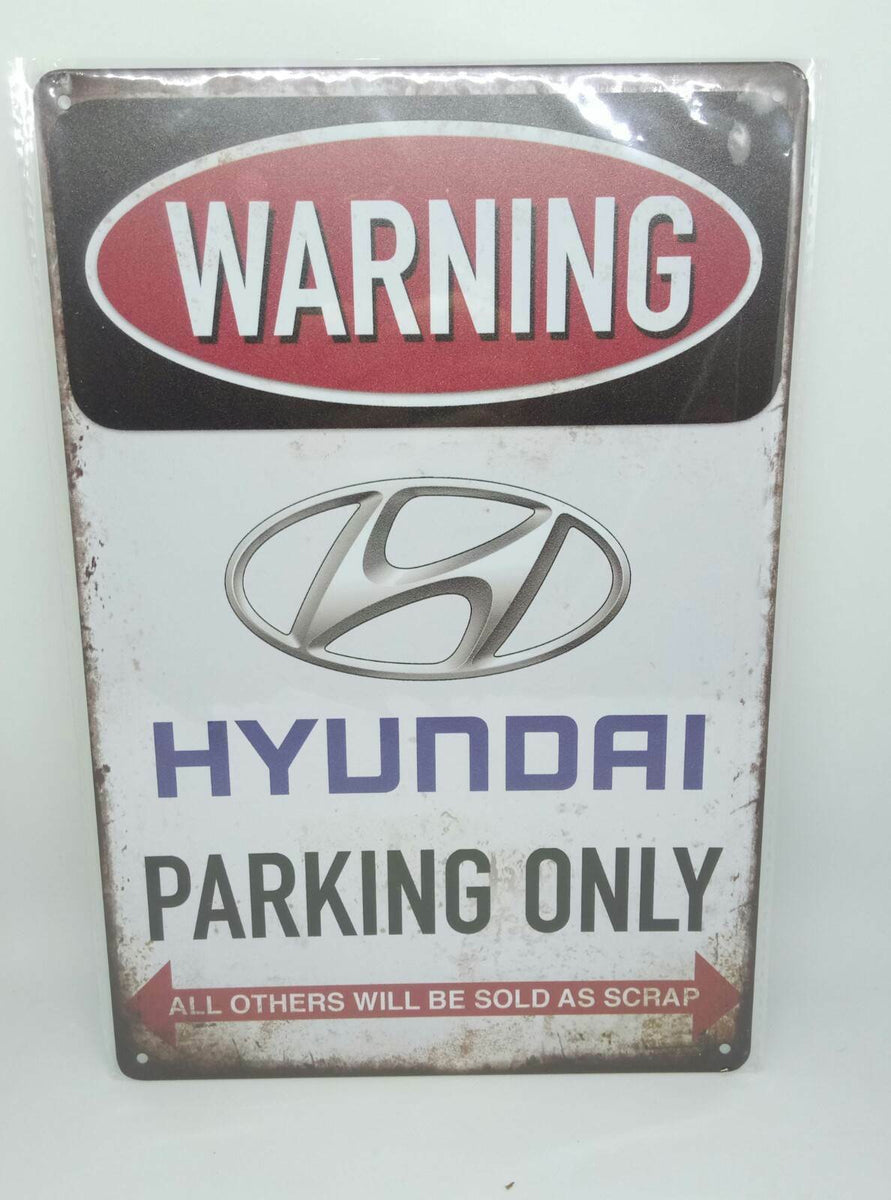 WARNING
HYUNDAI
PARKING ONLY
ALL OTHERS WILL BE SOLD AS SCRAP